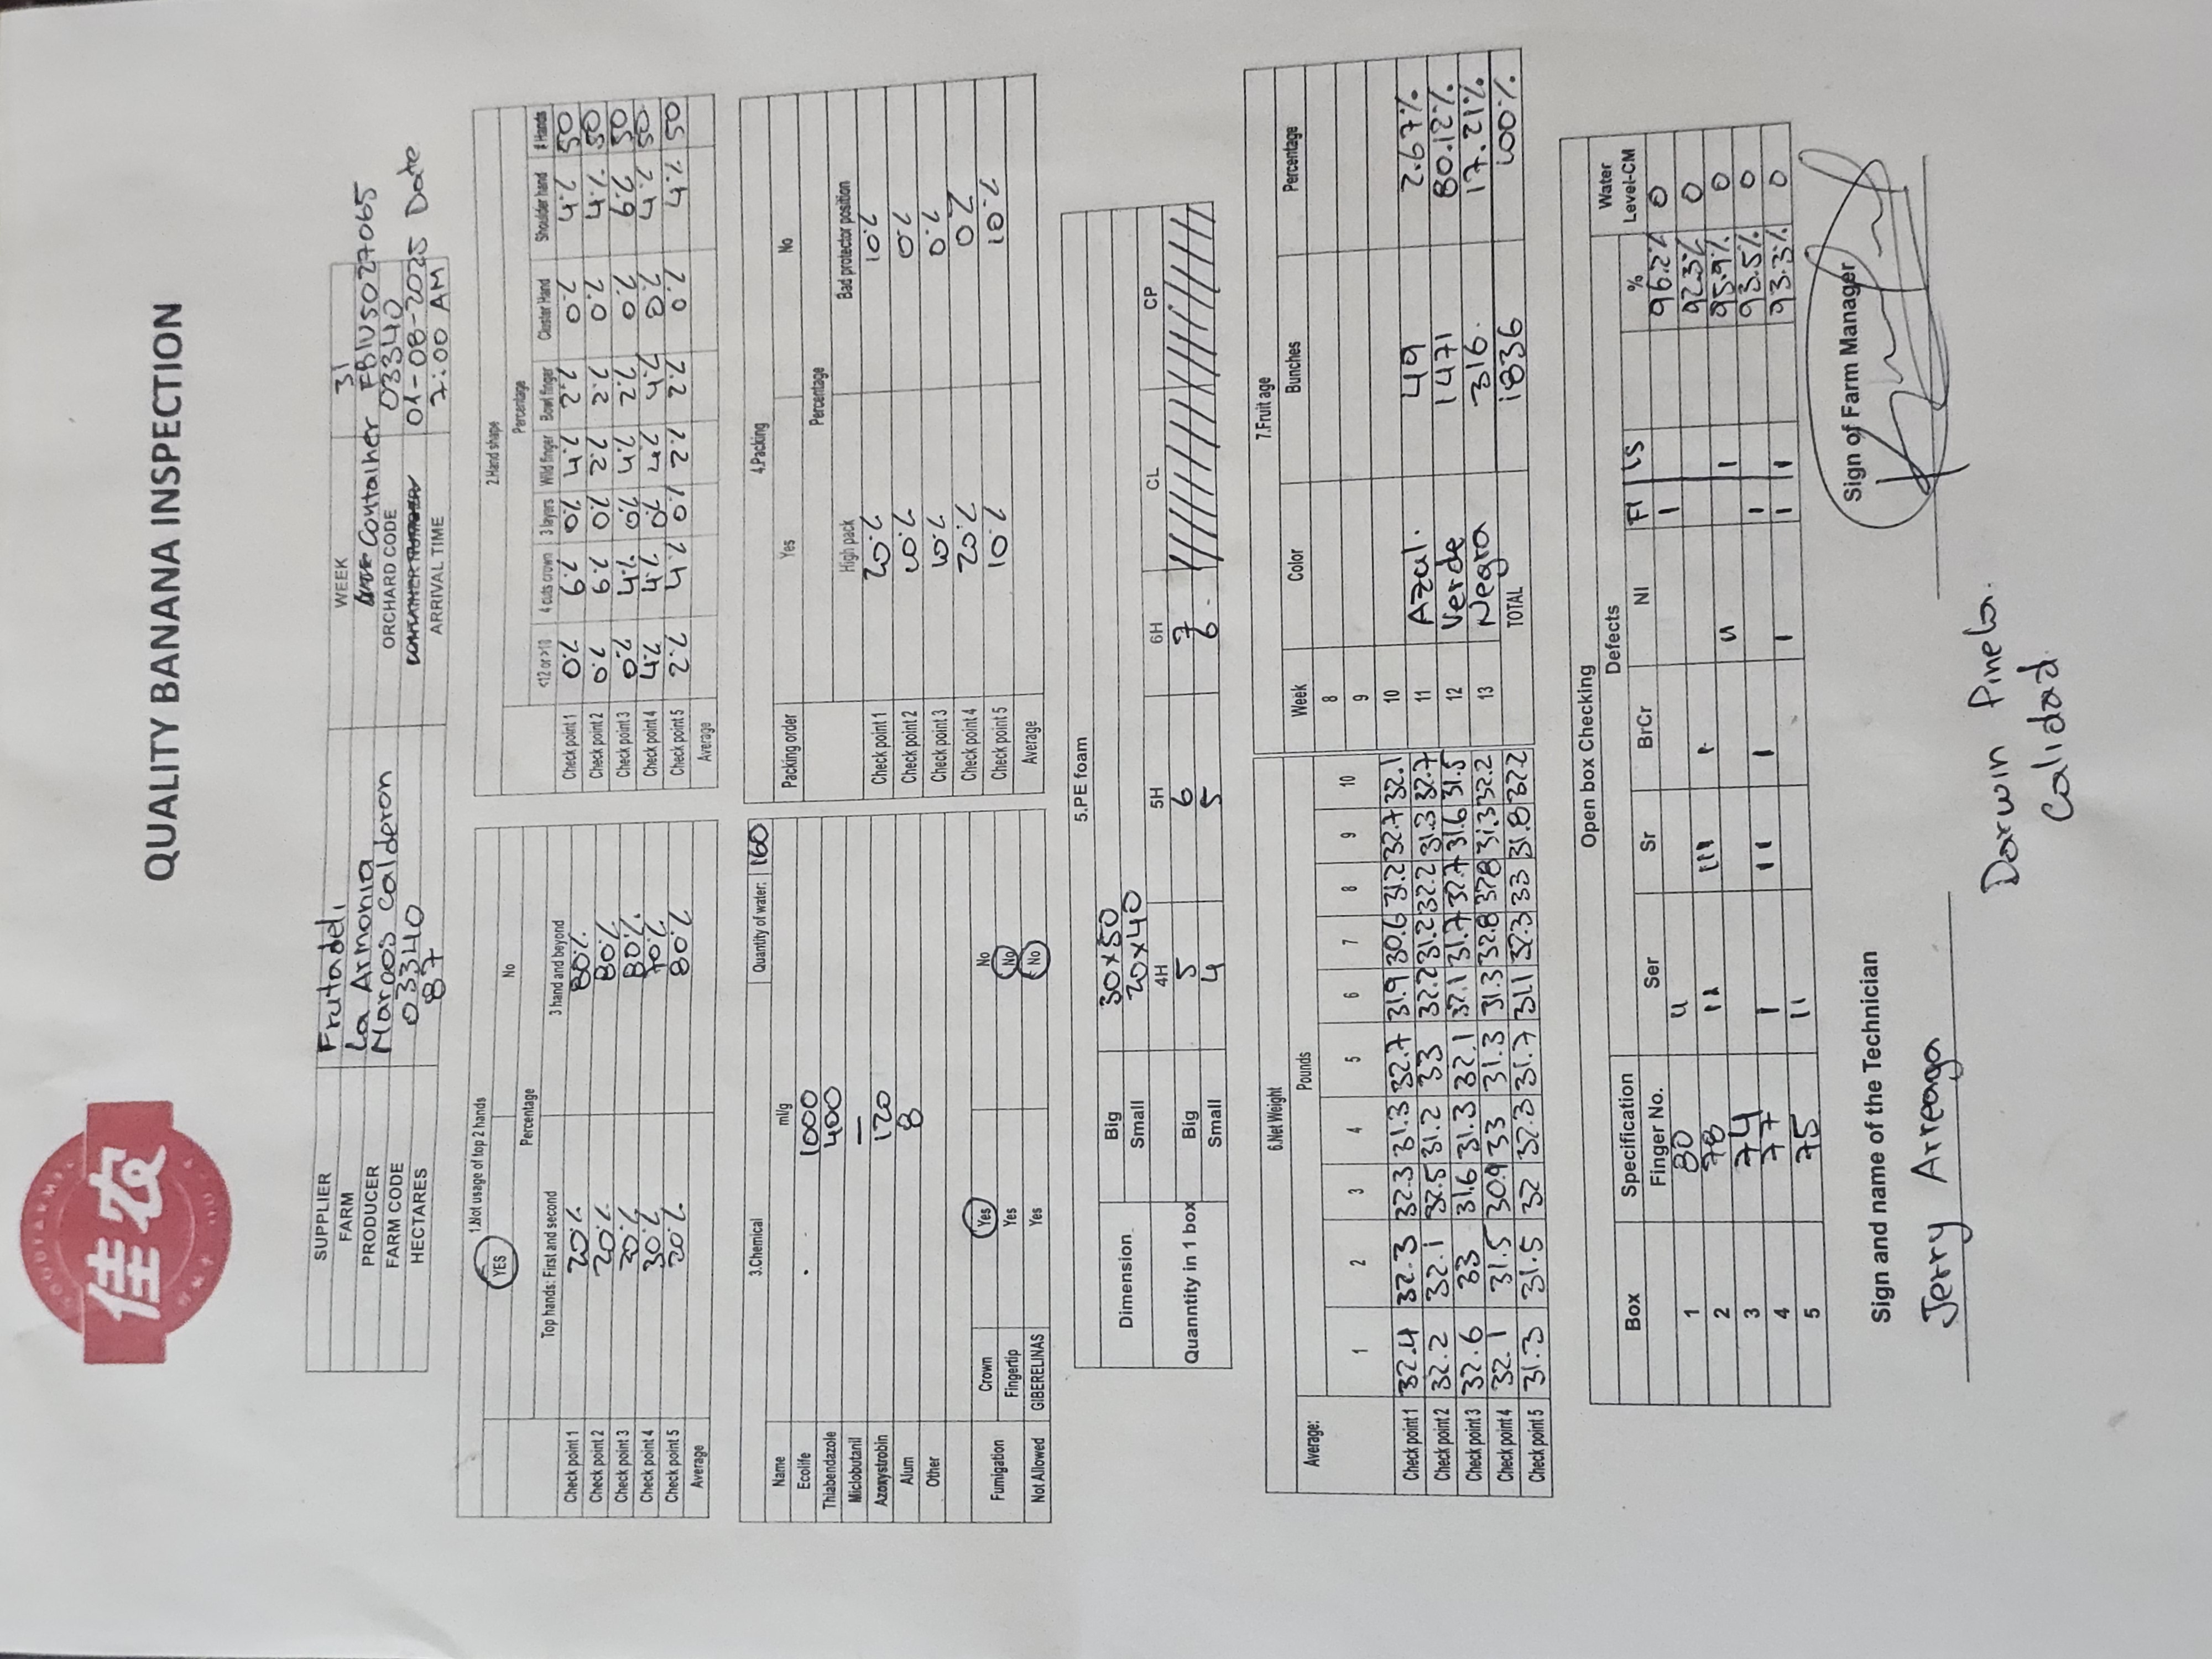 佳农
QUALITY BANANA INSPECTION
SUPPLIER Frutadeli WEEK 31
FARM La Armonia Container FBIU5027065
PRODUCER Marcos Calderon ORCHARD CODE 03340
FARM CODE 03340 CONTAINER NUMBER 01-08-2025 Date
HECTARES 87 ARRIVAL TIME 7:00 AM
1.Not usage of top 2 hands
YES No
Percentage
Top hands: First and second 3 hand and beyond
Check point 1 20% 80%
Check point 2 20% 80%
Check point 3 20% 80%
Check point 4 30% 70%
Check point 5 20% 80%
Average
2.Hand shape
Percentage
4 cuts crown 3 layers Wild finger Bowl finger Cluster Hand Shoulder hand # Hands
Check point 1 0% 6% 0% 4% 2% 0% 4% 50
Check point 2 0% 6% 0% 2% 2% 0% 4% 50
Check point 3 0% 4% 0% 4% 2% 0% 6% 50
Check point 4 4% 4% 0% 4% 4% 0% 4% 50
Check point 5 2% 4% 0% 2% 2% 0% 4% 50
Average
3.Chemical Quantity of water: 160
Name ml/g
Ecolife 1000
Thiabendazole 400
Miclobutanil —
Azoxystrobin 120
Alum 8
Other
Fumigation Crown Yes No
Fingertip Yes No
Not Allowed GIBERELINAS Yes No
4.Packing
Packing order Yes No
Percentage
High pack Bad protector position
Check point 1 20% 10%
Check point 2 10% 0%
Check point 3 10% 0%
Check point 4 20% 0%
Check point 5 10% 10%
Average
5.PE foam
Dimension Big 30x50
Small 20x40
4H 5H 6H CL CP
Quanntity in 1 box Big 5 6 7
Small 4 5 6
6.Net Weight
Average: Pounds
1 2 3 4 5 6 7 8 9 10
Check point 1 32.4 32.3 32.3 31.3 32.7 31.9 30.6 31.2 32.7 32.1
Check point 2 32.2 32.1 32.5 31.2 33 32.2 31.2 32.2 31.3 32.7
Check point 3 32.6 33 31.6 31.3 32.1 32.1 31.7 32.7 31.6 31.5
Check point 4 32.1 31.5 30.9 33 31.3 31.3 32.8 32.8 31.3 32.2
Check point 5 31.3 31.5 32 32.3 31.7 31.1 32.3 33 31.8 32.2
7.Fruit age
Week Color Bunches Percentage
8
9
10
11 Azul. 49 2.67%
12 Verde 1471 80.12%
13 Negra 316. 17.21%
TOTAL 1836 100%
Open box Checking
Box Specification Defects Water
Finger No. Ser Sr BrCr NI FI LS % Level-CM
1 80 II I 96.2% 0
2 78 II III I 92.3% 0
3 74 II I 95.9% 0
4 77 I II I I 93.5% 0
5 75 II I I I 93.3% 0
Sign and name of the Technician
Sign of Farm Manager
Jerry Arreaga
Darwin Pinela.
Calidad